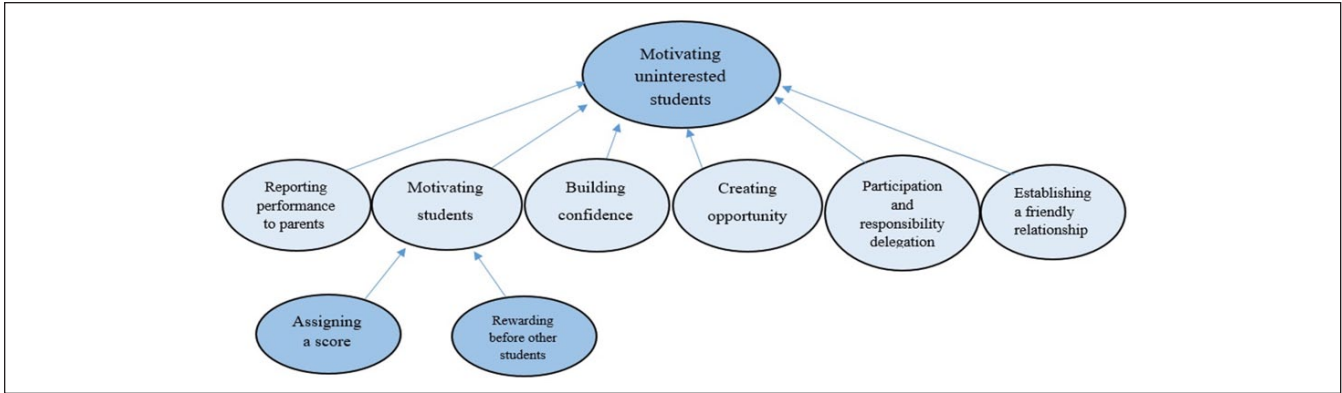 Motivating
uninterested
students
Reporting
performance
to parents
Motivating
students
Building
confidence
Creating
opportunity
Participation
and
responsibility
delegation
Establishing
a friendly
relationship
Assigning
a score
Rewarding
before other
students